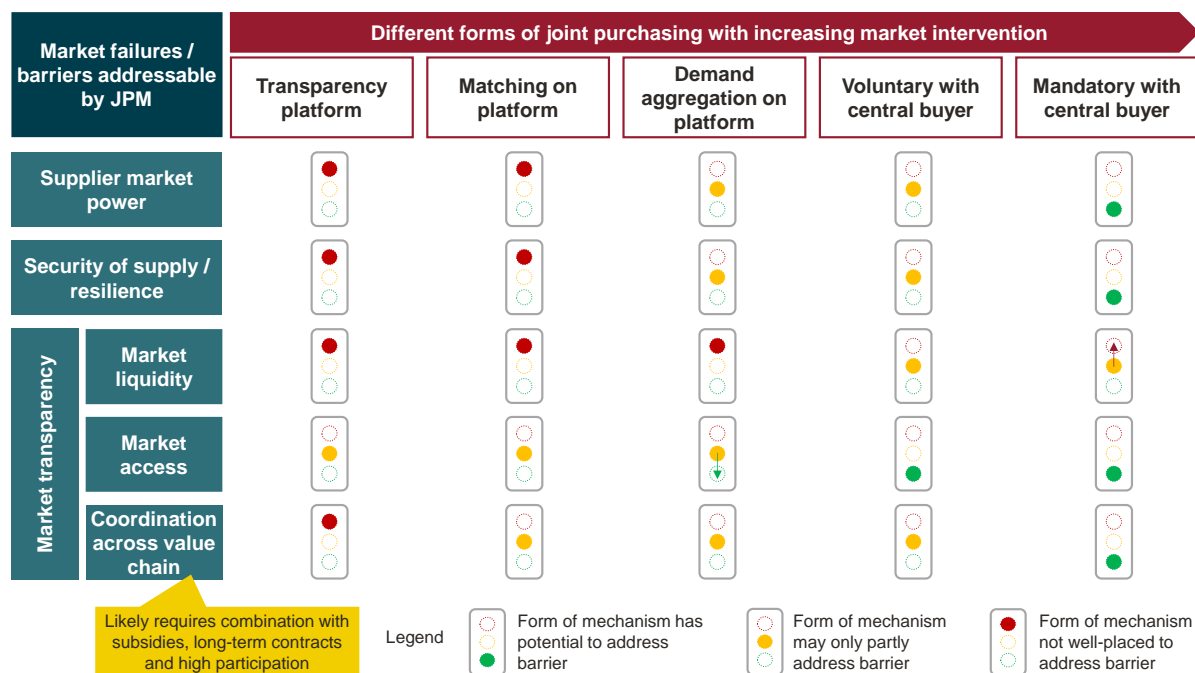 Market failures /
barriers addressable
by JPM
Different forms of joint purchasing with increasing market intervention
Transparency
platform
Matching on
platform
Demand
aggregation on
platform
Voluntary with
central buyer
Mandatory with
central buyer
Supplier market
power
Security of supply /
resilience
Market transparency
Market
liquidity
Market
access
Coordination
across value
chain
Likely requires combination with
subsidies, long-term contracts
and high participation
Legend
Form of mechanism has
potential to address
barrier
Form of mechanism
may only partly
address barrier
Form of mechanism
not well-placed to
address barrier